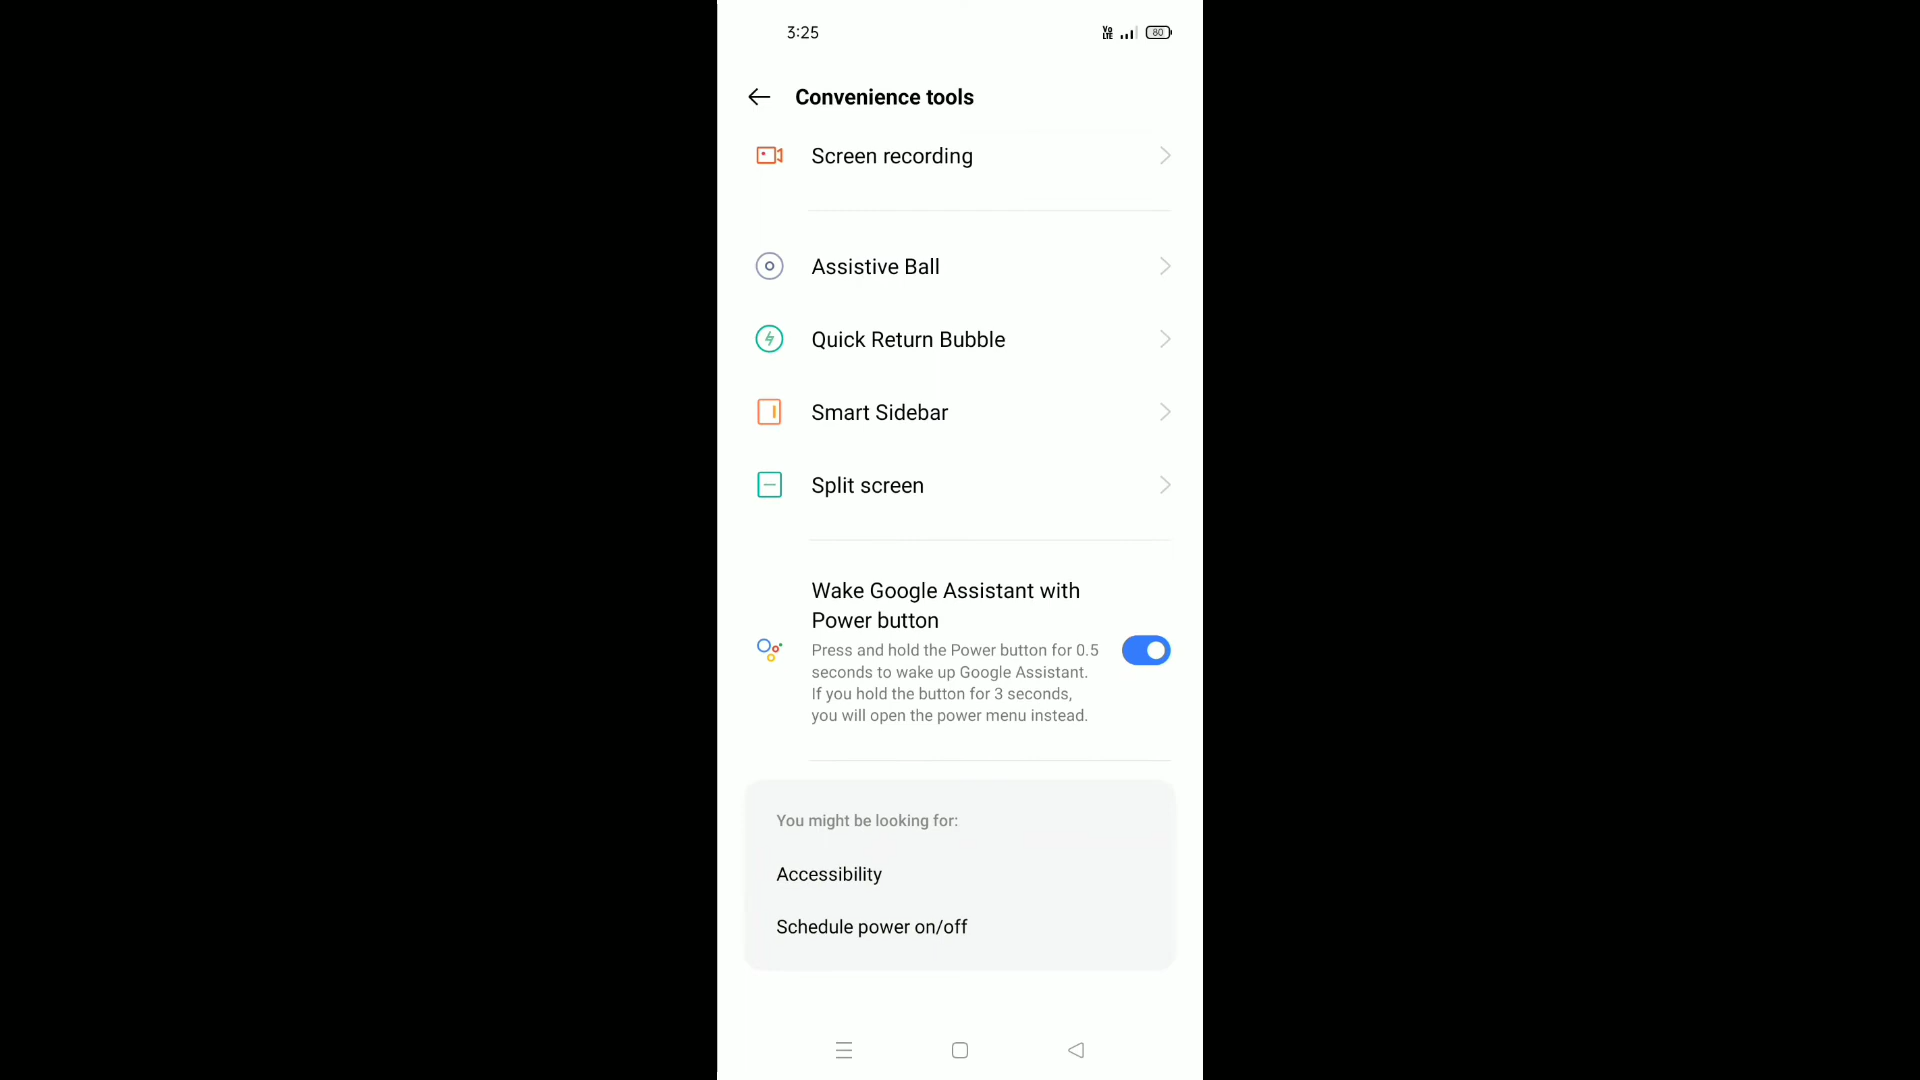 3:25
Vo
LTE
80
Convenience tools
Screen recording
Assistive Ball
Quick Return Bubble
Smart Sidebar
Split screen
Wake Google Assistant with
Power button
Press and hold the Power button for 0.5
seconds to wake up Google Assistant.
If you hold the button for 3 seconds,
you will open the power menu instead.
You might be looking for:
Accessibility
Schedule power on/off